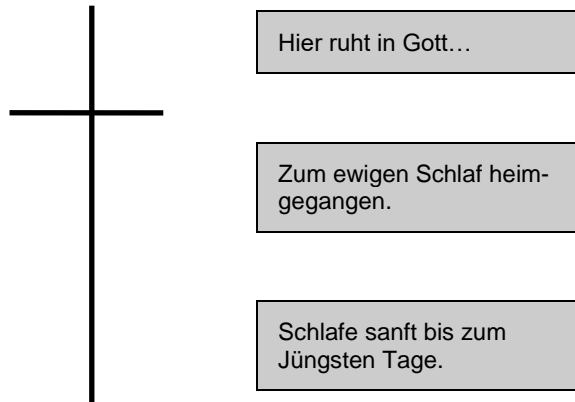 Hier ruht in Gott…
Zum ewigen Schlaf heim-
gegangen.
Schlafe sanft bis zum
Jüngsten Tage.